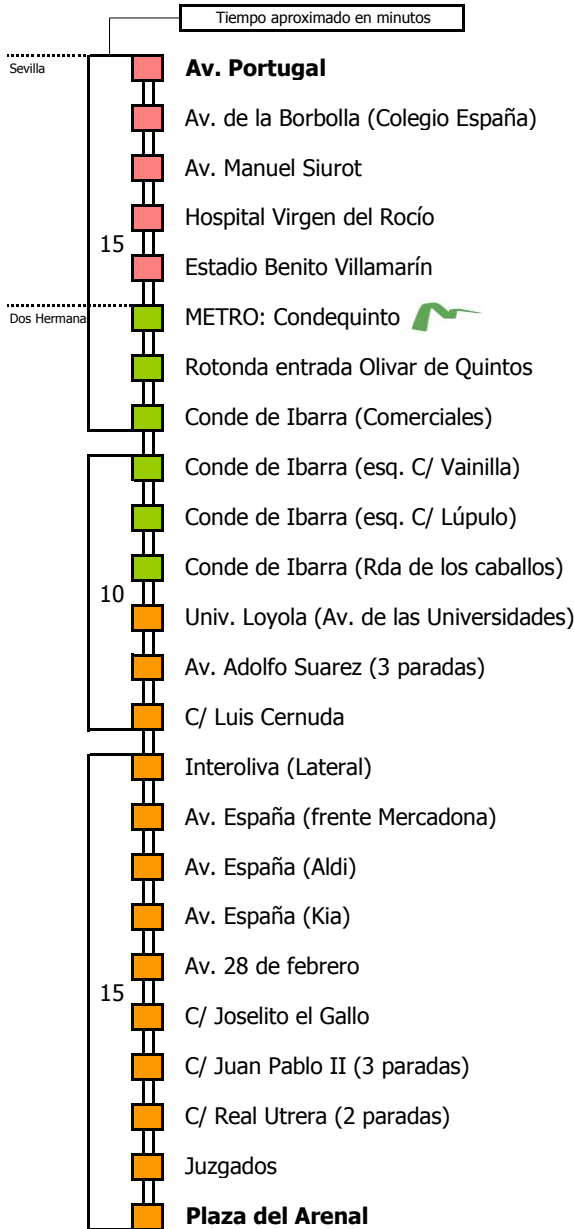 Tiempo aproximado en minutos
Sevilla
Av. Portugal
Av. de la Borbolla (Colegio España)
Av. Manuel Siurot
Hospital Virgen del Rocío
15
Estadio Benito Villamarín
Dos Hermana
METRO: Condequinto
Rotonda entrada Olivar de Quintos
Conde de Ibarra (Comerciales)
Conde de Ibarra (esq. C/ Vainilla)
Conde de Ibarra (esq. C/ Lúpulo)
Conde de Ibarra (Rda de los caballos)
10
Univ. Loyola (Av. de las Universidades)
Av. Adolfo Suarez (3 paradas)
C/ Luis Cernuda
Interoliva (Lateral)
Av. España (frente Mercadona)
Av. España (Aldi)
Av. España (Kia)
Av. 28 de febrero
15
C/ Joselito el Gallo
C/ Juan Pablo II (3 paradas)
C/ Real Utrera (2 paradas)
Juzgados
Plaza del Arenal